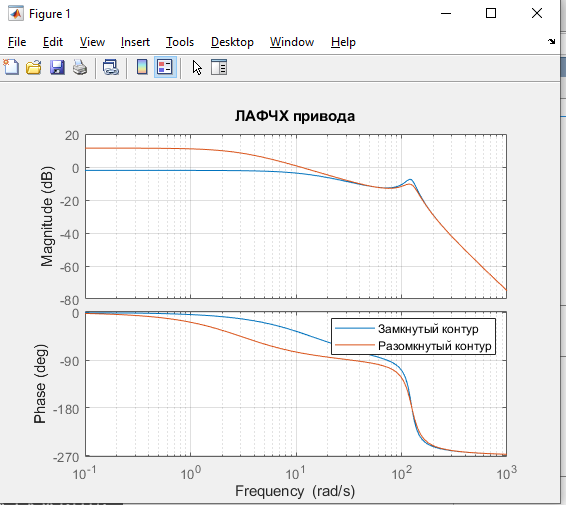 Figure 1
File Edit View Insert Tools Desktop Window Help
ЛАФЧХ привода
Magnitude (dB)
20
0
-20
-40
-60
-80
Phase (deg)
0
-90
-180
-270
Замкнутый контур
Разомкнутый контур
10^-1 10^0 10^1 10^2 10^3
Frequency (rad/s)